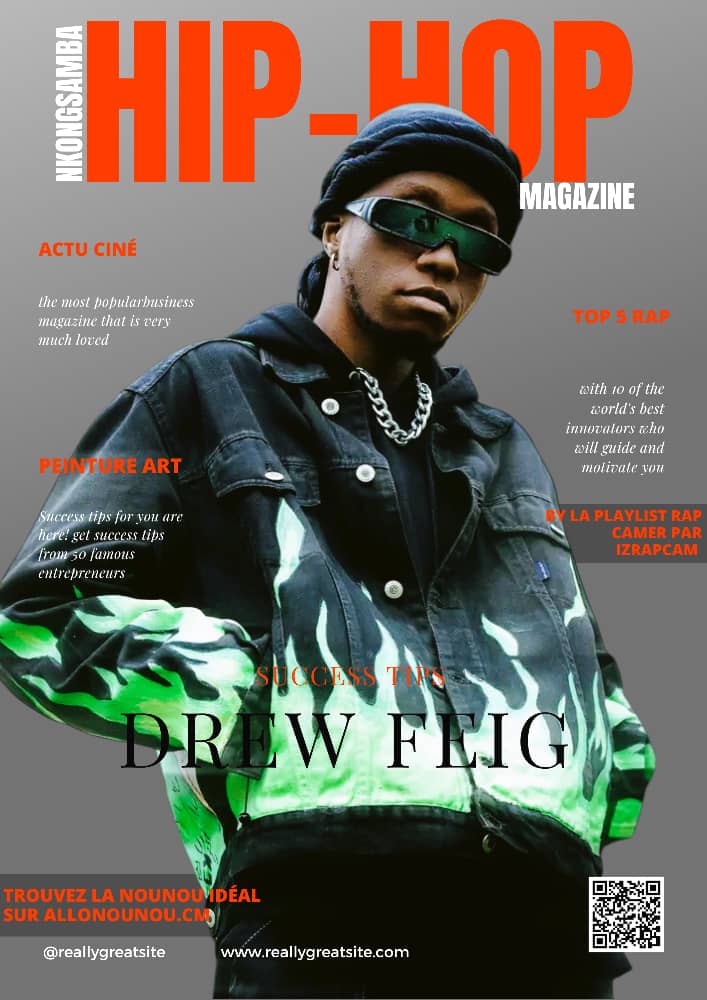 NKONGSAMBA
HIP-HOP
MAGAZINE
ACTU CINÉ
the most popularbusiness
magazine that is very
much loved
TOP 5 RAP
with 10 of the
world's best
innovators who
will guide and
motivate you
PEINTURE ART
Success tips for you are
here! get success tips
from 50 famous
entrepreneurs
BY LA PLAYLIST RAP
CAMER PAR
IZRAPCAM
SUCCESS TIPS
DREW FEIG
TROUVEZ LA NOUNOU IDÉAL
SUR ALLONOUNOU.CM
@reallygreatsite
www.reallygreatsite.com